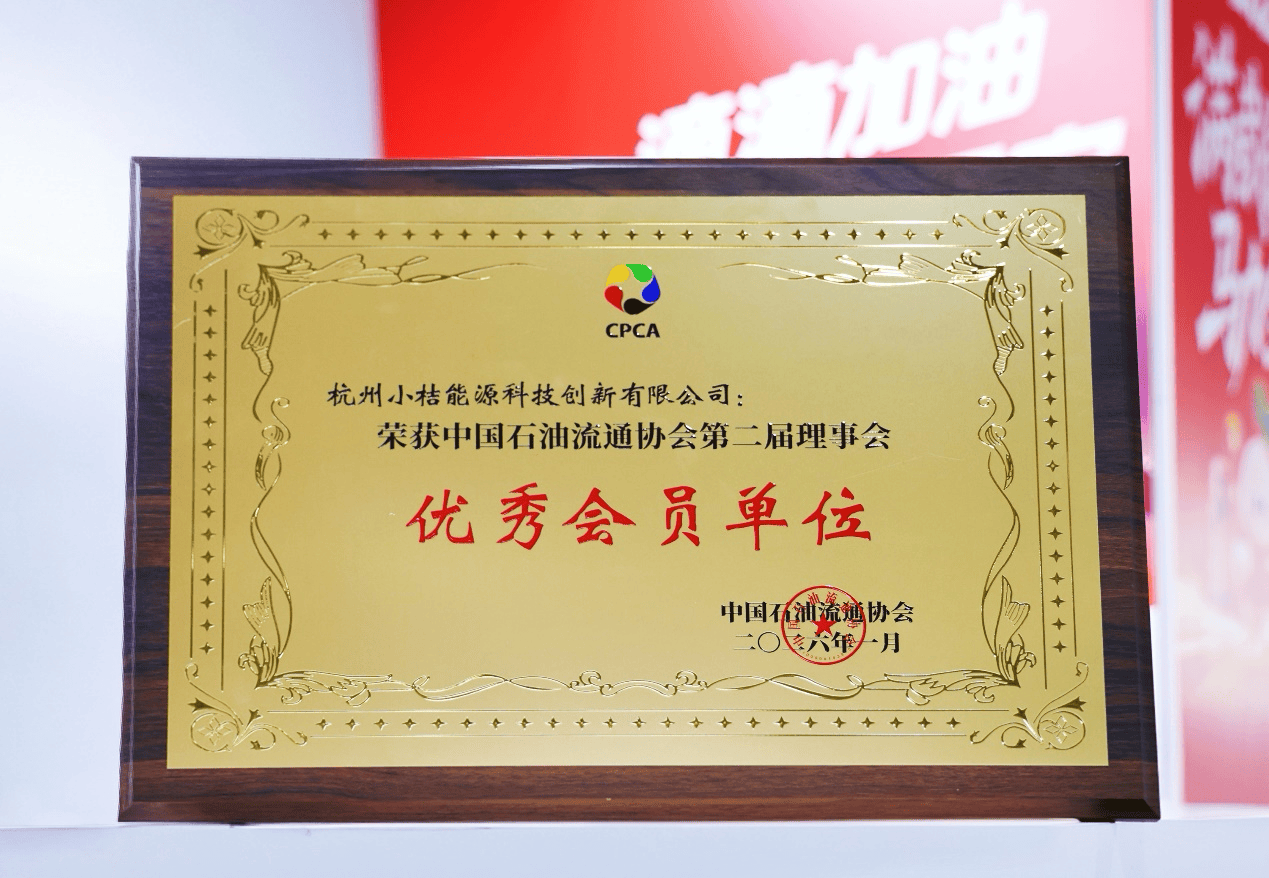 滴滴加油
CPCA
杭州小桔能源科技创新有限公司：
荣获中国石油流通协会第二届理事会
优秀会员单位
中国石油流通协会
二〇二六年一月